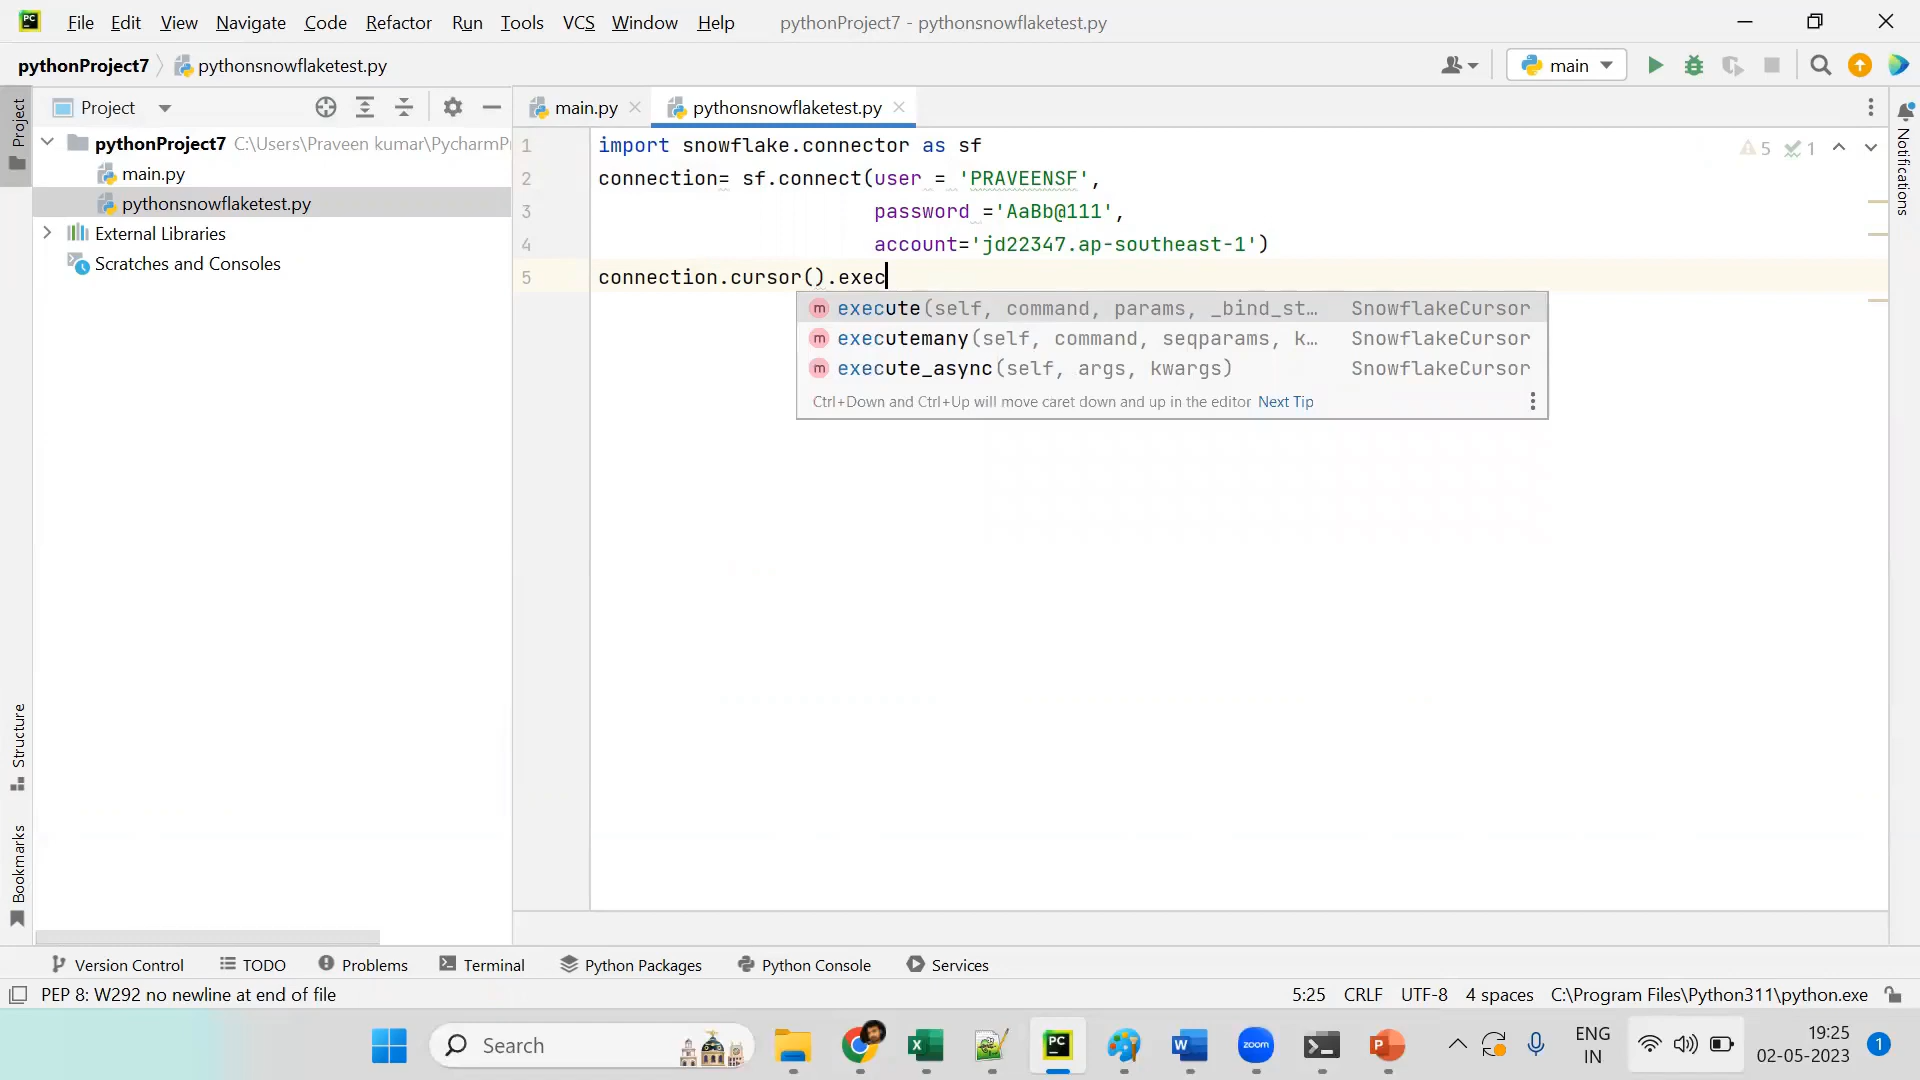 File Edit View Navigate Code Refactor Run Tools VCS Window Help pythonProject7 - pythonsnowflaketest.py
pythonProject7 pythonsnowflaketest.py main
Project
Project
main.py pythonsnowflaketest.py
Notifications
pythonProject7 C:\Users\Praveen kumar\PycharmPr
main.py
pythonsnowflaketest.py
External Libraries
Scratches and Consoles
5 1
1 import snowflake.connector as sf
2 connection= sf.connect(user = 'PRAVEENSF',
3 password ='AaBb@111',
4 account='jd22347.ap-southeast-1')
5 connection.cursor().exec
m execute(self, command, params, _bind_st… SnowflakeCursor
m executemany(self, command, seqparams, k… SnowflakeCursor
m execute_async(self, args, kwargs) SnowflakeCursor
Ctrl+Down and Ctrl+Up will move caret down and up in the editor Next Tip
Structure
Bookmarks
Version Control TODO Problems Terminal Python Packages Python Console Services
PEP 8: W292 no newline at end of file 5:25 CRLF UTF-8 4 spaces C:\Program Files\Python311\python.exe
Search
PC
X
W
zoom
P
ENG
IN
19:25
02-05-2023
1